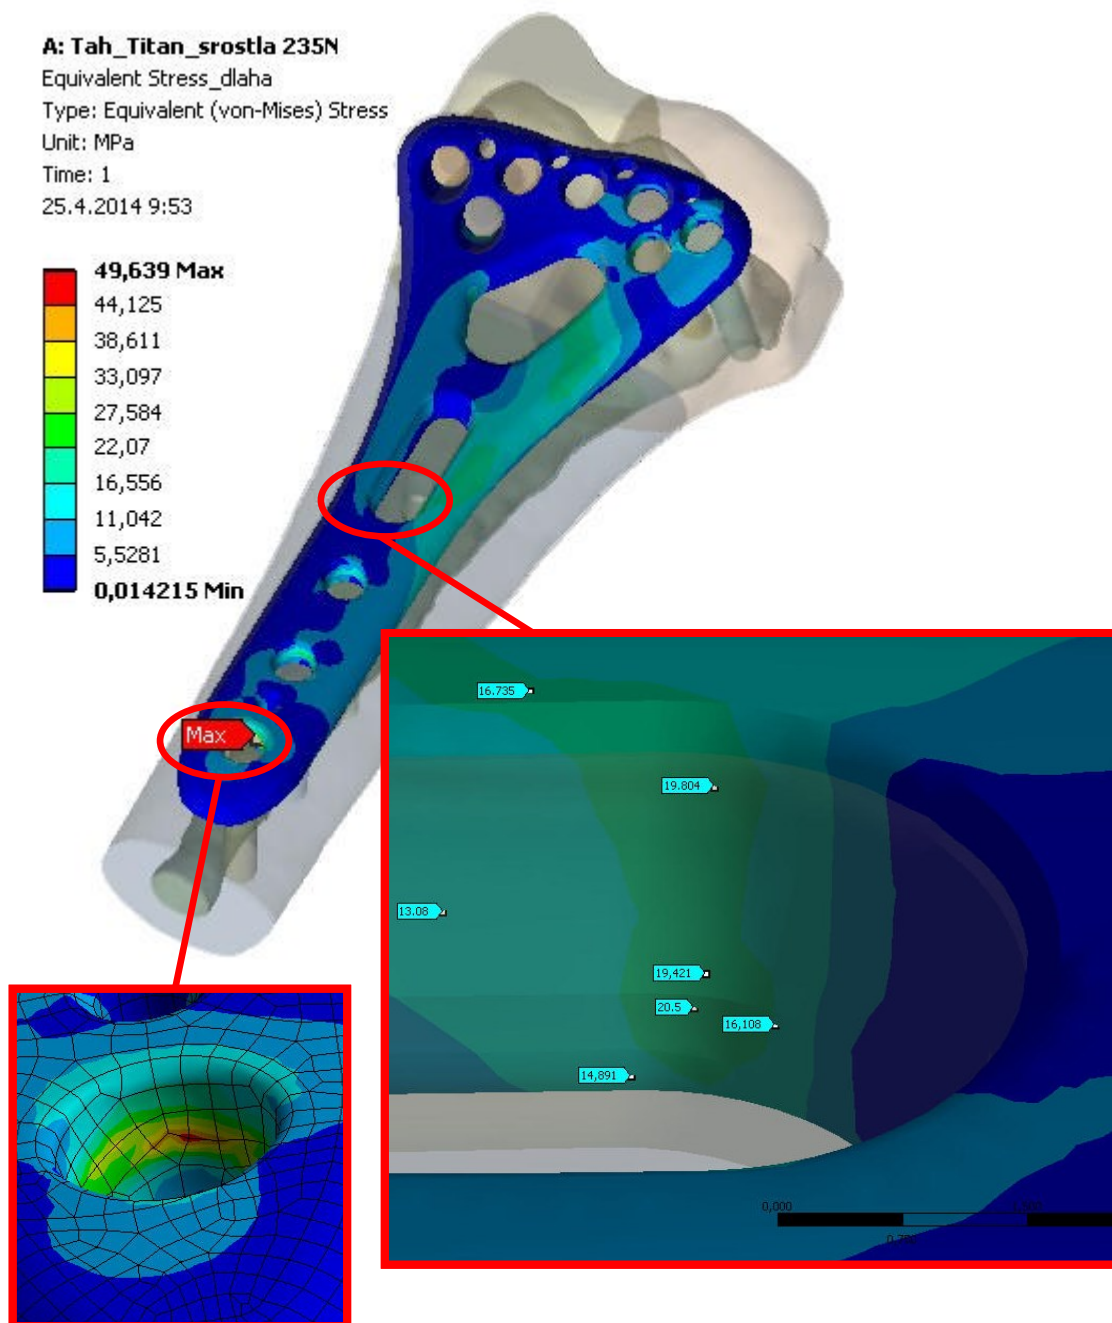 A: Tah_Titan_srostla 235N
Equivalent Stress_dlaha
Type: Equivalent (von-Mises) Stress
Unit: MPa
Time: 1
25.4.2014 9:53
49,639 Max
44,125
38,611
33,097
27,584
22,07
16,556
11,042
5,5281
0,014215 Min
Max
16.735
19.804
13.08
19,421
20.5
16,108
14,891
0,000